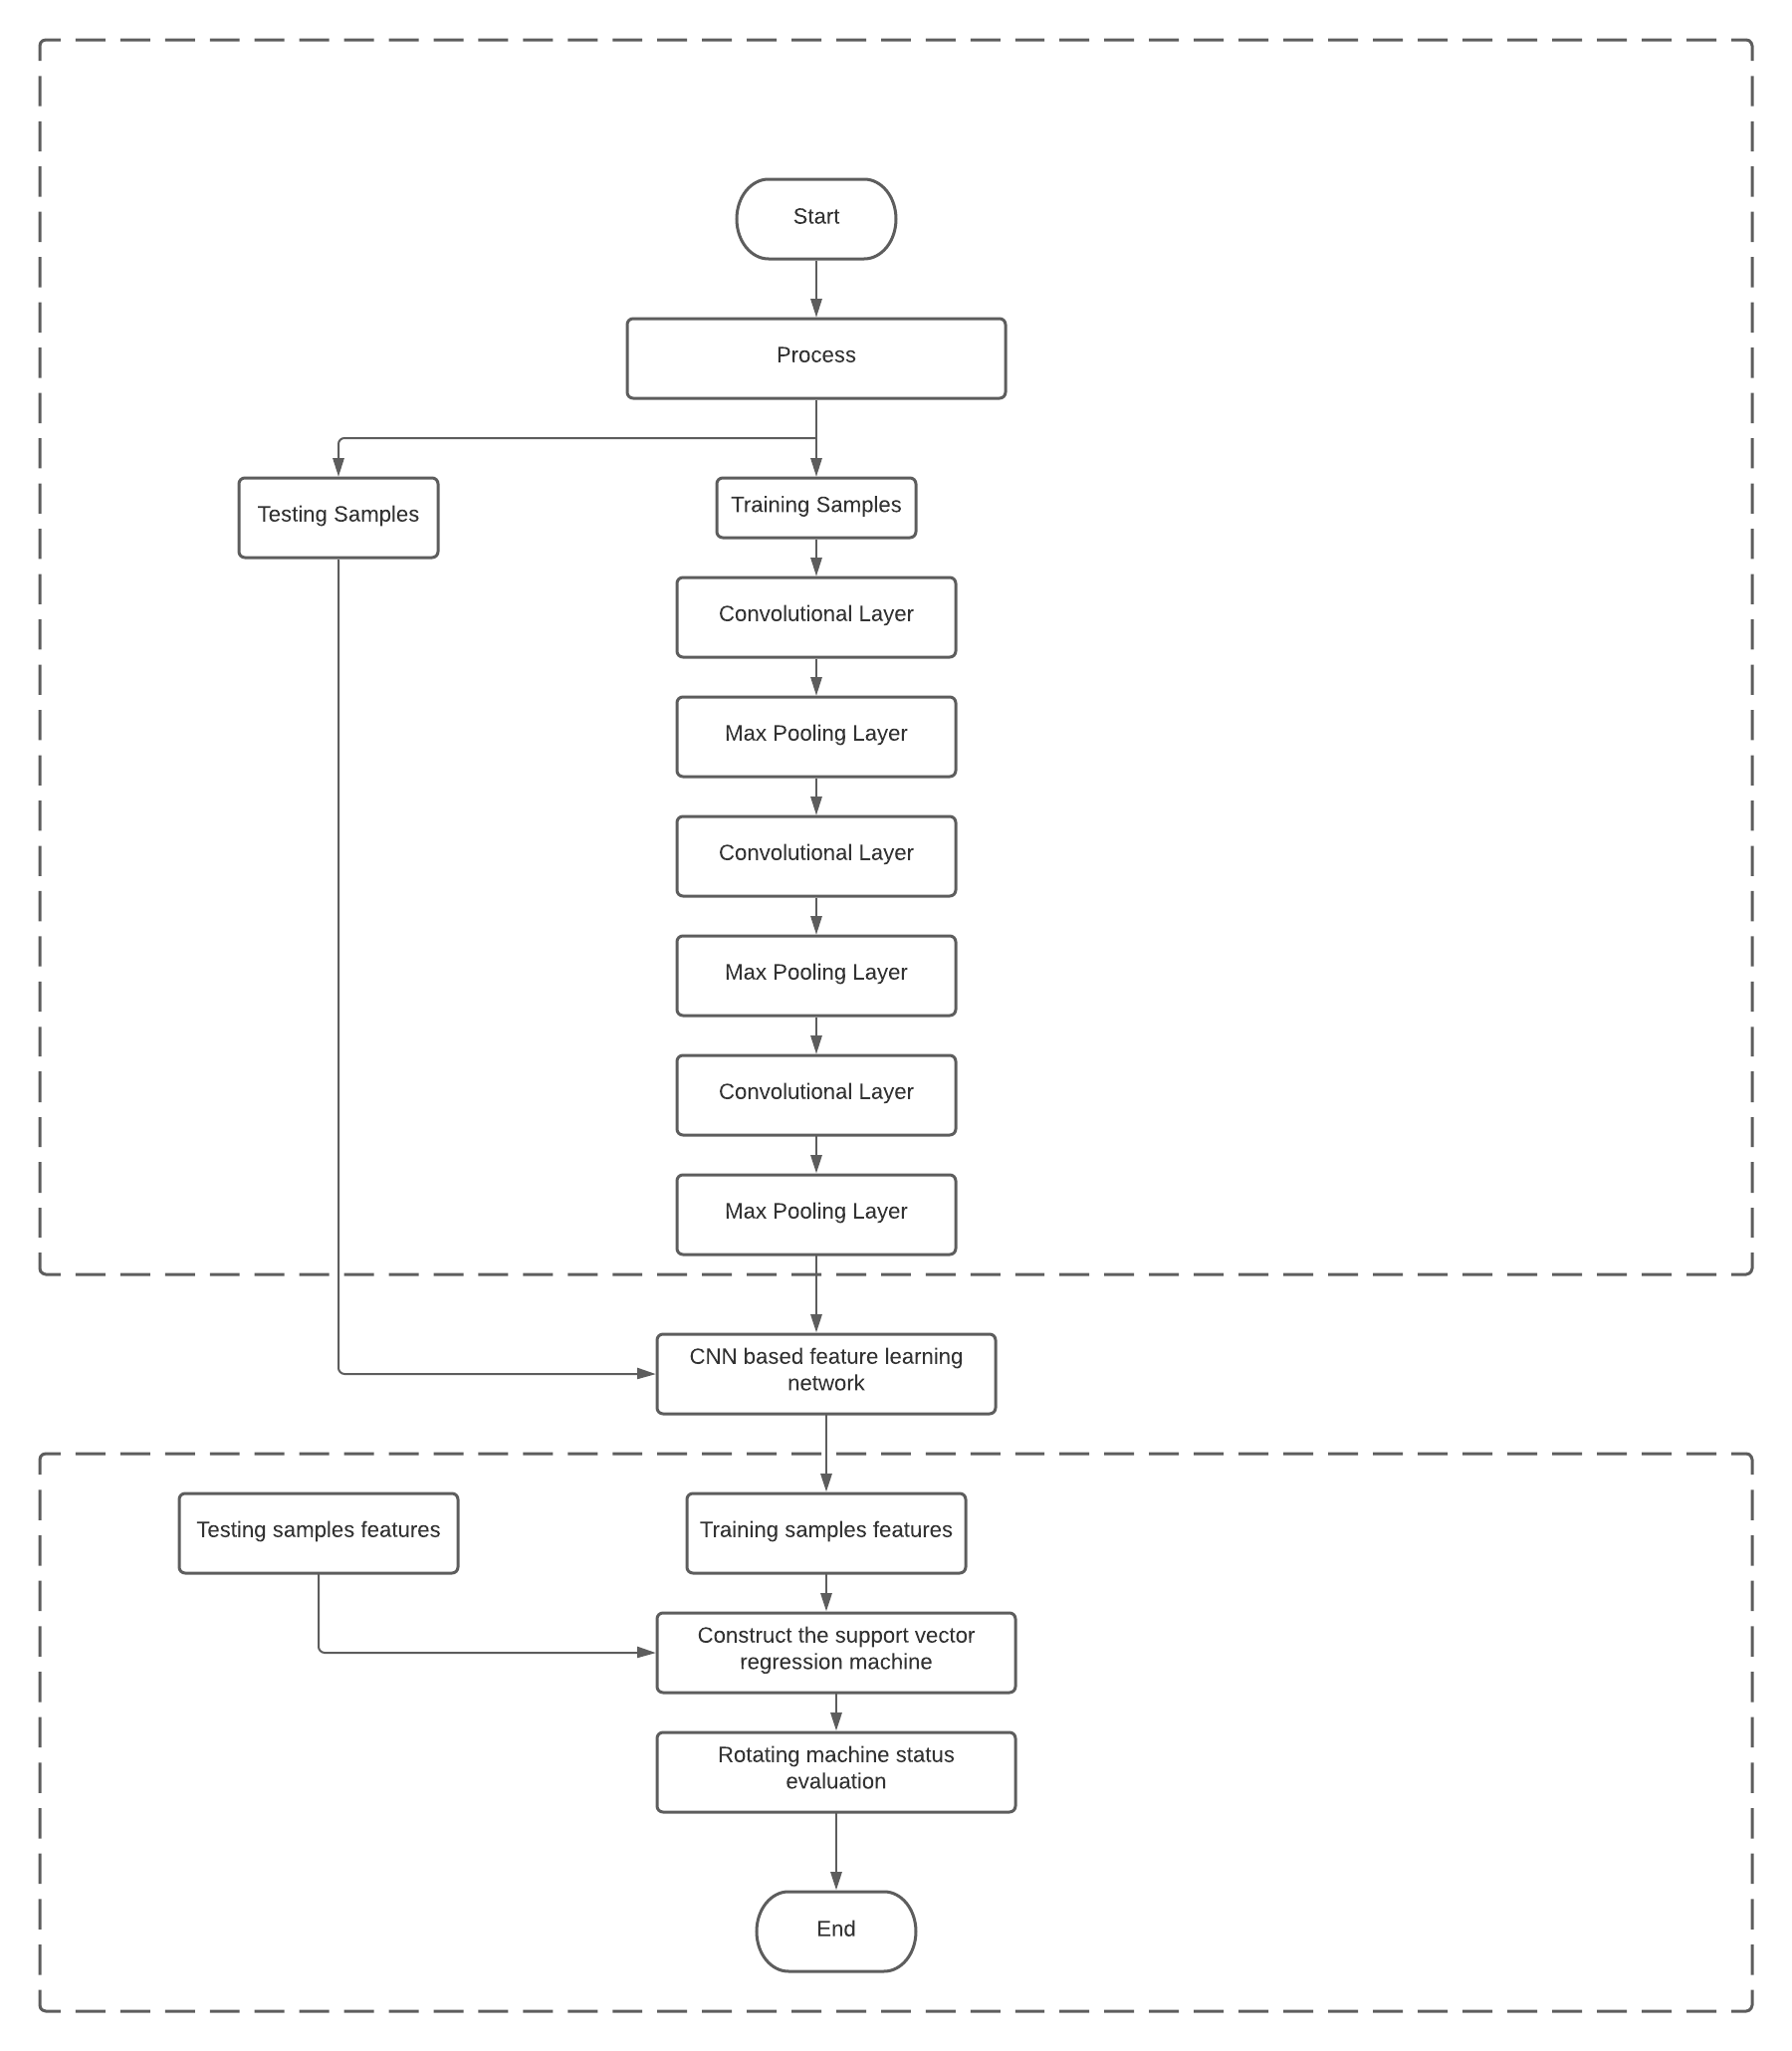 Start
Process
Testing Samples
Training Samples
Convolutional Layer
Max Pooling Layer
Convolutional Layer
Max Pooling Layer
Convolutional Layer
Max Pooling Layer
CNN based feature learning
network
Testing samples features
Training samples features
Construct the support vector
regression machine
Rotating machine status
evaluation
End